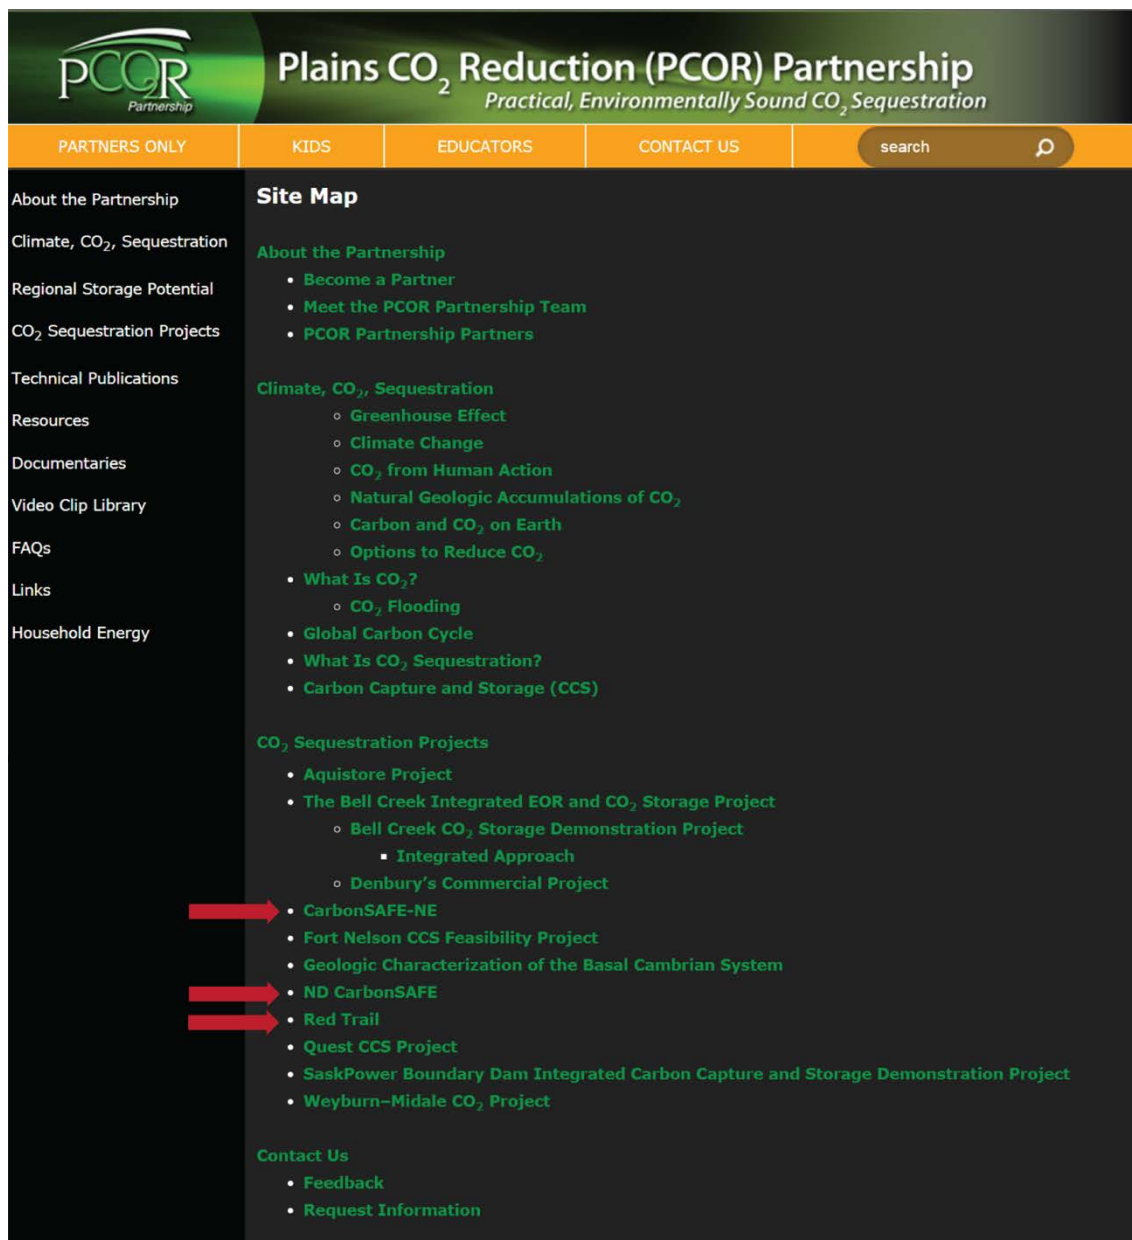 PCOR
Partnership
Plains CO₂ Reduction (PCOR) Partnership
Practical, Environmentally Sound CO₂ Sequestration
PARTNERS ONLY KIDS EDUCATORS CONTACT US search
About the Partnership
Climate, CO₂, Sequestration
Regional Storage Potential
CO₂ Sequestration Projects
Technical Publications
Resources
Documentaries
Video Clip Library
FAQs
Links
Household Energy
Site Map
About the Partnership
• Become a Partner
• Meet the PCOR Partnership Team
• PCOR Partnership Partners
Climate, CO₂, Sequestration
◦ Greenhouse Effect
◦ Climate Change
◦ CO₂ from Human Action
◦ Natural Geologic Accumulations of CO₂
◦ Carbon and CO₂ on Earth
◦ Options to Reduce CO₂
• What Is CO₂?
◦ CO₂ Flooding
• Global Carbon Cycle
• What Is CO₂ Sequestration?
• Carbon Capture and Storage (CCS)
CO₂ Sequestration Projects
• Aquistore Project
• The Bell Creek Integrated EOR and CO₂ Storage Project
◦ Bell Creek CO₂ Storage Demonstration Project
▪ Integrated Approach
◦ Denbury's Commercial Project
• CarbonSAFE-NE
• Fort Nelson CCS Feasibility Project
• Geologic Characterization of the Basal Cambrian System
• ND CarbonSAFE
• Red Trail
• Quest CCS Project
• SaskPower Boundary Dam Integrated Carbon Capture and Storage Demonstration Project
• Weyburn–Midale CO₂ Project
Contact Us
• Feedback
• Request Information